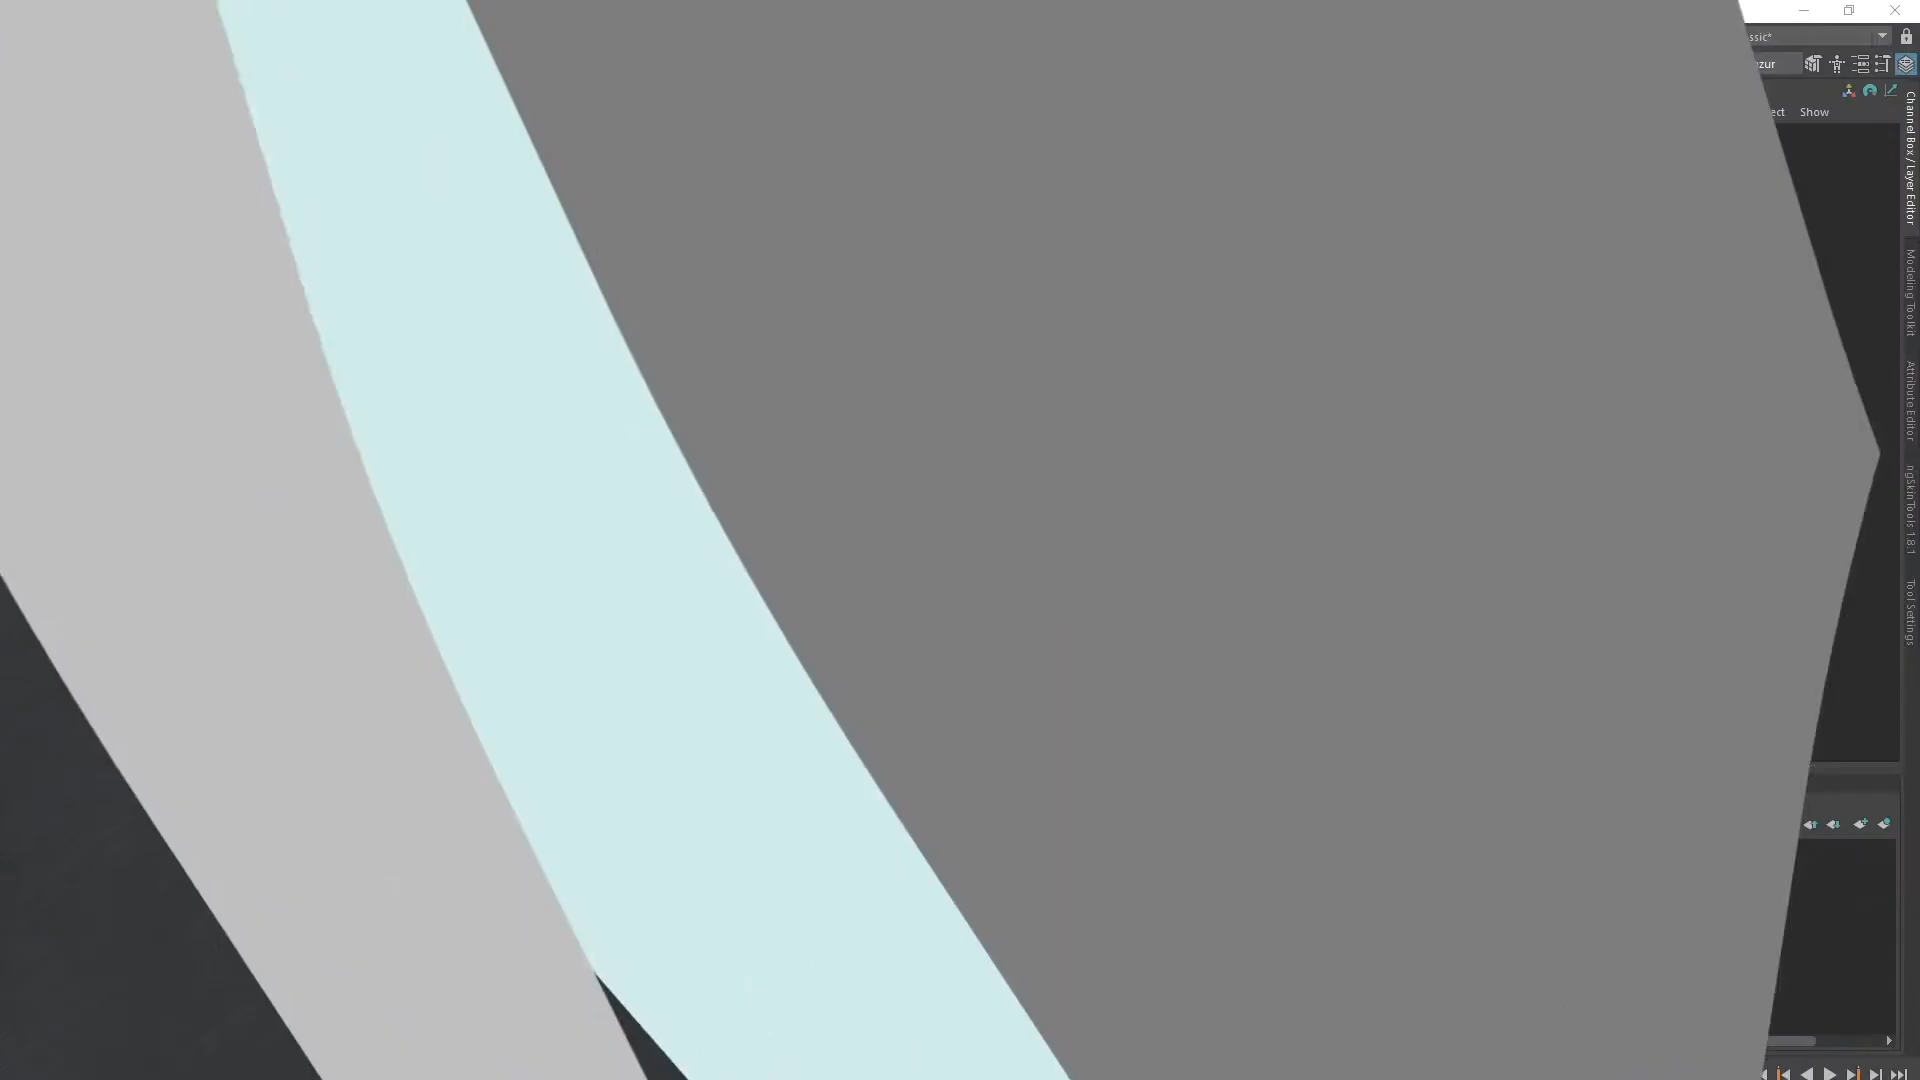 ssic*
zur
ect Show
Channel Box / Layer Editor
Modeling Toolkit
Attribute Editor
ngSkinTools 1.8.1
Tool Settings